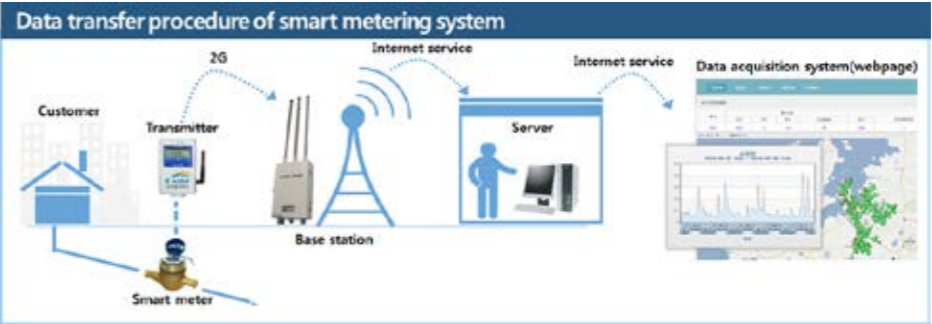 Data transfer procedure of smart metering system
2G
Internet service
Internet service
Data acquisition system(webpage)
Customer
Transmitter
Server
Base station
Smart meter